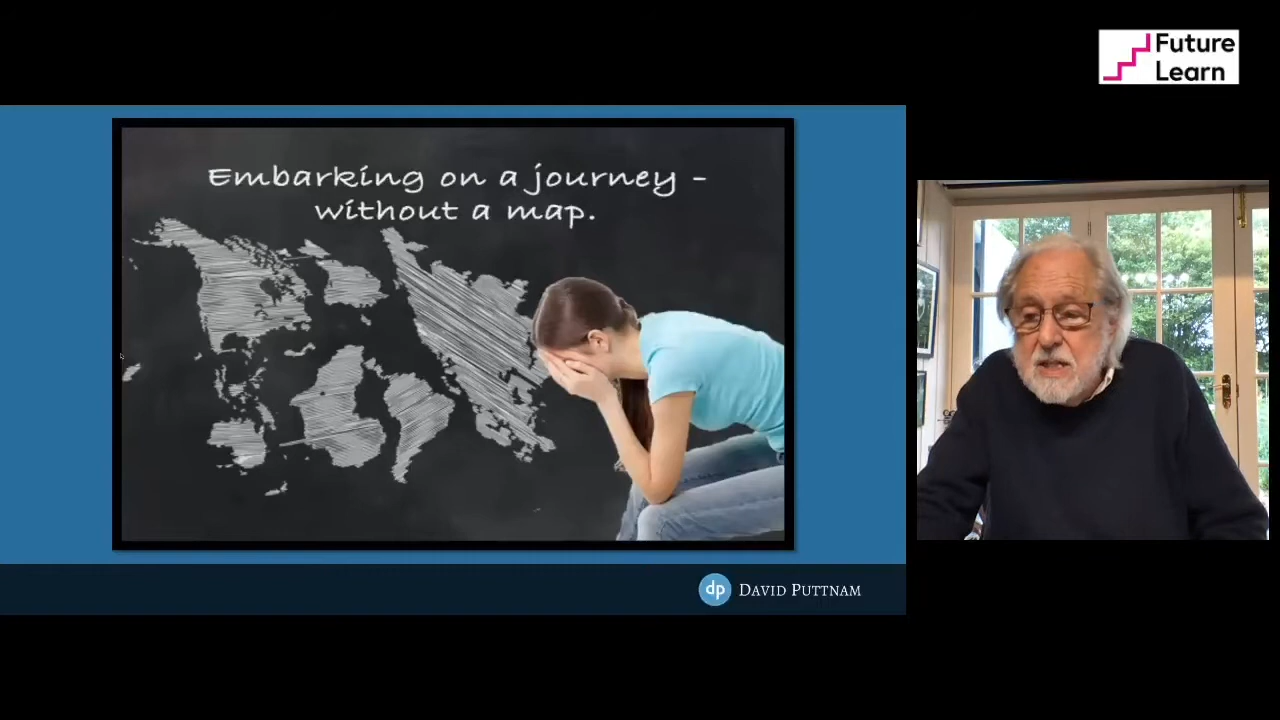 Future
Learn
Embarking on a journey -
without a map.
dp David Puttnam